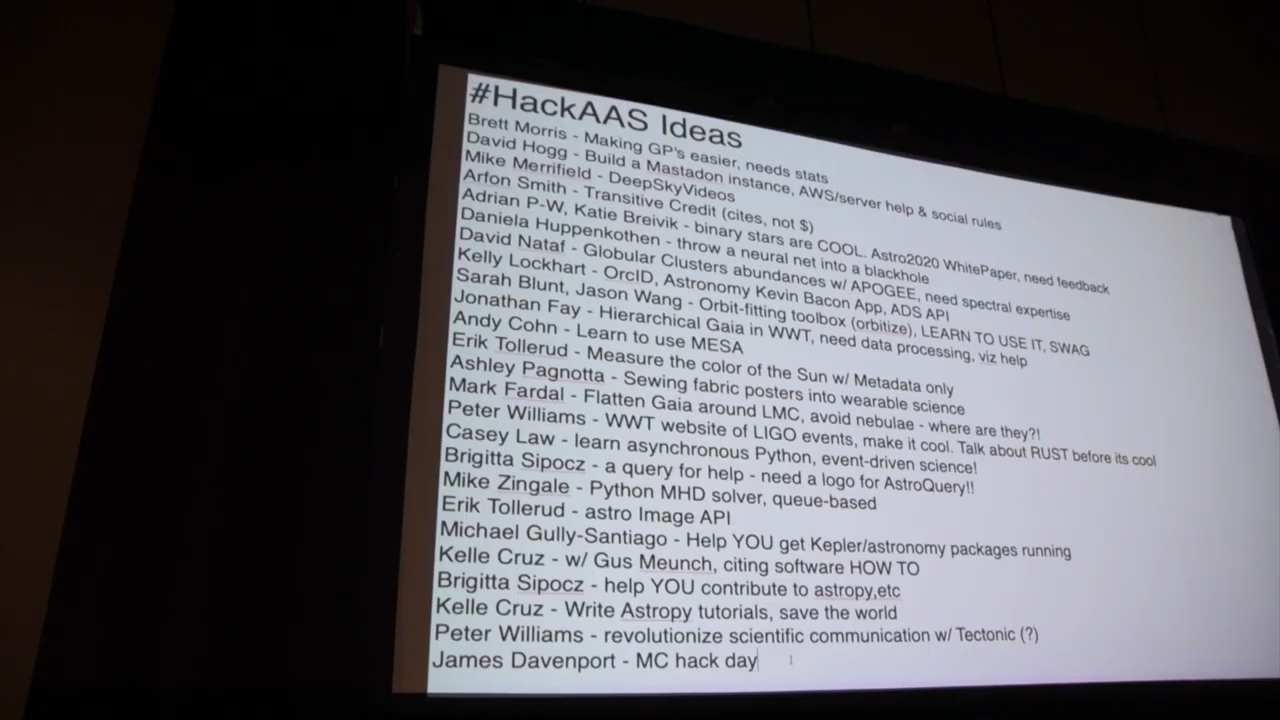 #HackAAS Ideas
Brett Morris - Making GP's easier, needs stats
David Hogg - Build a Mastadon instance, AWS/server help & social rules
Mike Merrifield - DeepSkyVideos
Arfon Smith - Transitive Credit (cites, not $)
Adrian P-W, Katie Breivik - binary stars are COOL. Astro2020 WhitePaper, need feedback
Daniela Huppenkothen - throw a neural net into a blackhole
David Nataf - Globular Clusters abundances w/ APOGEE, need spectral expertise
Kelly Lockhart - OrcID, Astronomy Kevin Bacon App, ADS API
Sarah Blunt, Jason Wang - Orbit-fitting toolbox (orbitize), LEARN TO USE IT, SWAG
Jonathan Fay - Hierarchical Gaia in WWT, need data processing, viz help
Andy Cohn - Learn to use MESA
Erik Tollerud - Measure the color of the Sun w/ Metadata only
Ashley Pagnotta - Sewing fabric posters into wearable science
Mark Fardal - Flatten Gaia around LMC, avoid nebulae - where are they?!
Peter Williams - WWT website of LIGO events, make it cool. Talk about RUST before its cool
Casey Law - learn asynchronous Python, event-driven science!
Brigitta Sipocz - a query for help - need a logo for AstroQuery!!
Mike Zingale - Python MHD solver, queue-based
Erik Tollerud - astro Image API
Michael Gully-Santiago - Help YOU get Kepler/astronomy packages running
Kelle Cruz - w/ Gus Meunch, citing software HOW TO
Brigitta Sipocz - help YOU contribute to astropy,etc
Kelle Cruz - Write Astropy tutorials, save the world
Peter Williams - revolutionize scientific communication w/ Tectonic (?)
James Davenport - MC hack day